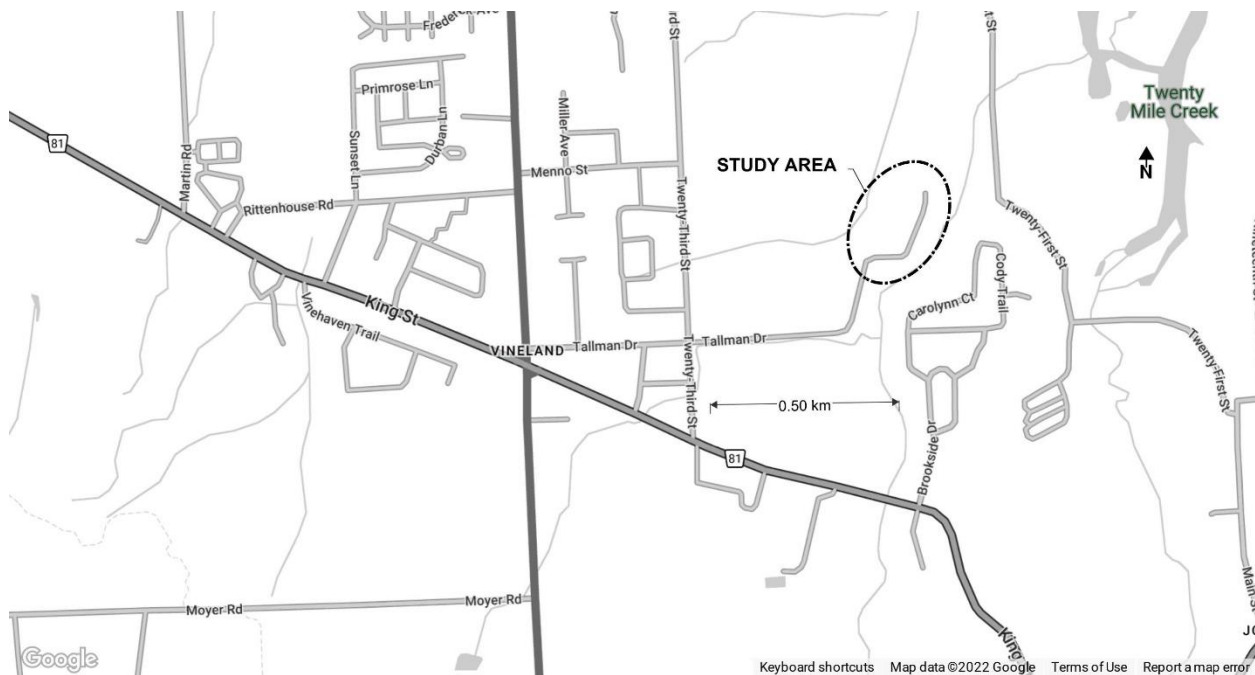 Frederick Ave
Primrose Ln
Durban Ln
Sunset Ln
Martin Rd
81
Rittenhouse Rd
Miller Ave
Menno St
Twenty-Third St
STUDY AREA
Twenty
Mile Creek
N
Twenty-First St
Cody Trail
Carolynn Ct
King St
Vinehaven Trail
VINELAND
Tallman Dr
Tallman Dr
Twenty-Third St
0.50 km
Twenty-First St
81
Brookside Dr
Moyer Rd
Moyer Rd
Main St
King
Google
Keyboard shortcuts Map data ©2022 Google Terms of Use Report a map error